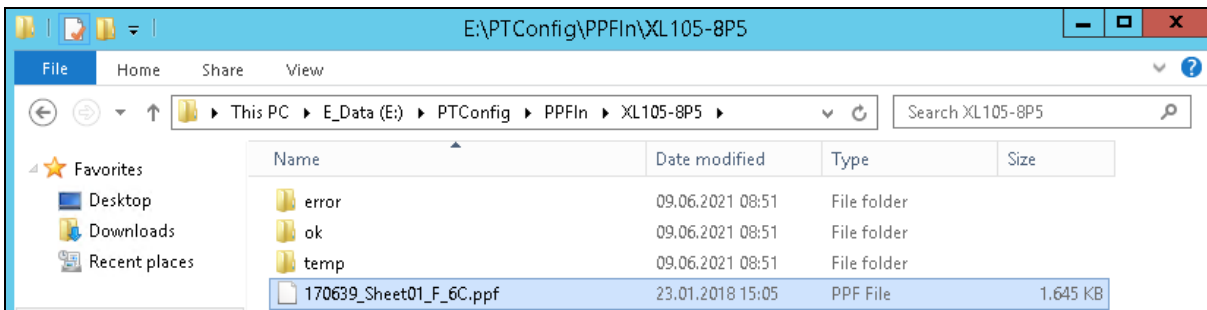 E:\PTConfig\PPFIn\XL105-8P5
File Home Share View
This PC E_Data (E:) PTConfig PPFIn XL105-8P5 Search XL105-8P5
Name Date modified Type Size
Favorites
Desktop error 09.06.2021 08:51 File folder
Downloads ok 09.06.2021 08:51 File folder
Recent places temp 09.06.2021 08:51 File folder
170639_Sheet01_F_6C.ppf 23.01.2018 15:05 PPF File 1.645 KB